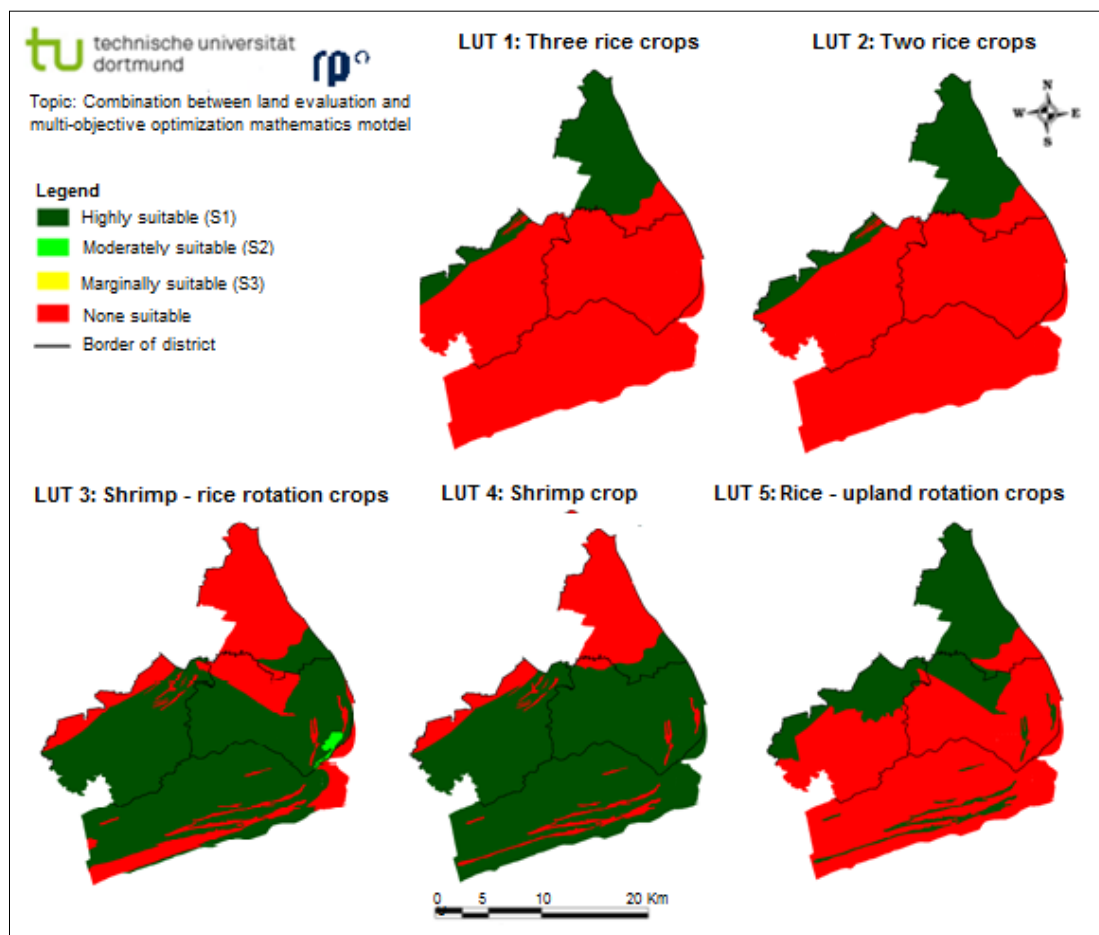 tu technische universität
dortmund
rp
Topic: Combination between land evaluation and
multi-objective optimization mathematics motdel
Legend
Highly suitable (S1)
Moderately suitable (S2)
Marginally suitable (S3)
None suitable
Border of district
LUT 1: Three rice crops
LUT 2: Two rice crops
N
W E
S
LUT 3: Shrimp - rice rotation crops
LUT 4: Shrimp crop
LUT 5: Rice - upland rotation crops
0 5 10 20 Km